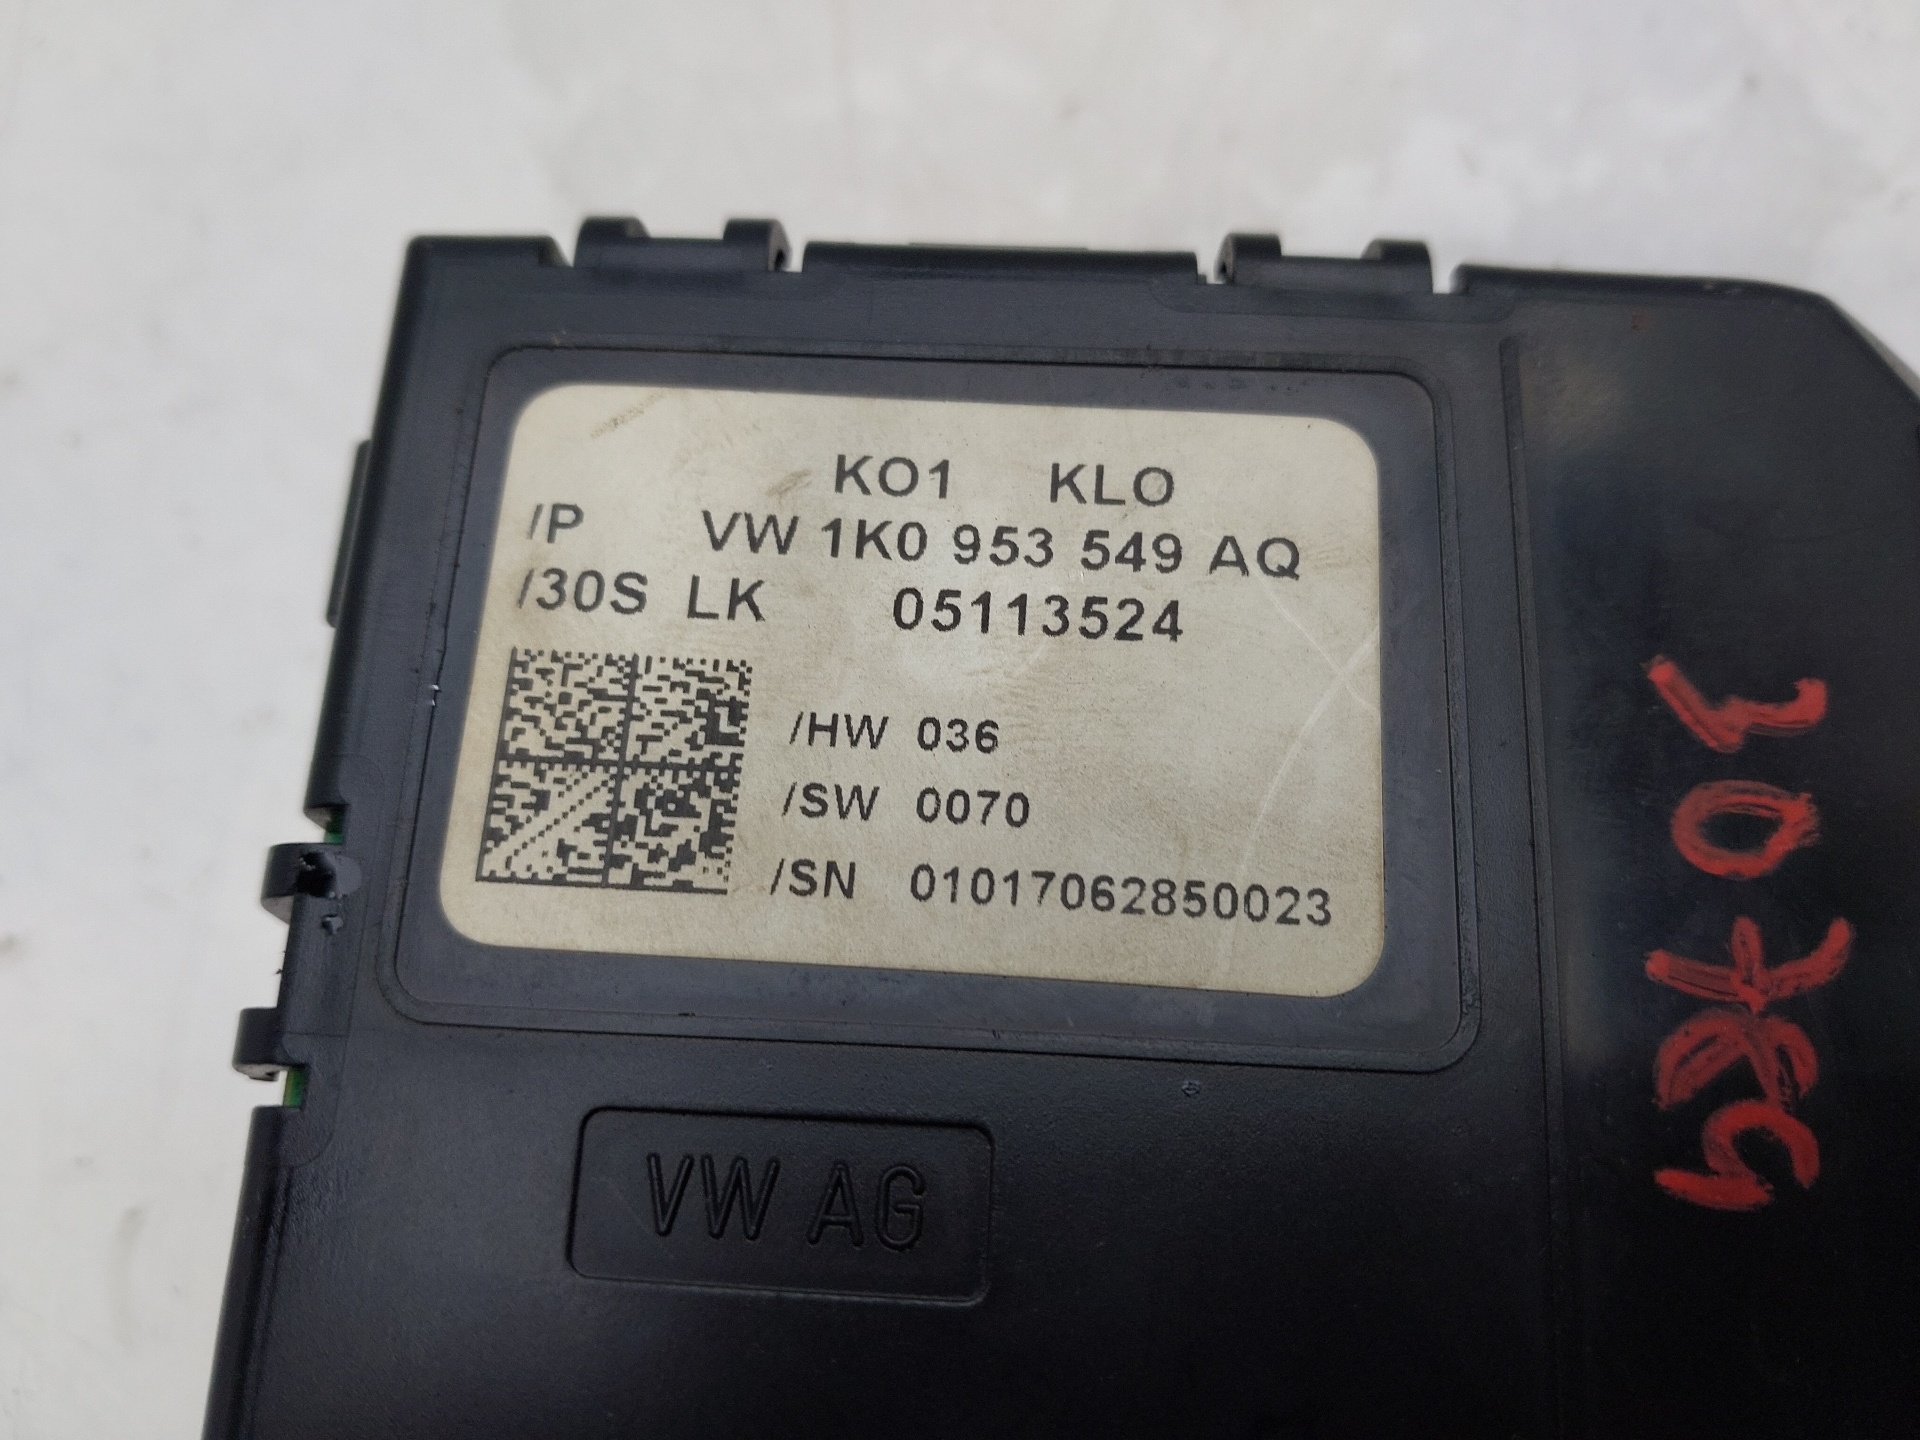 KO1 KLO
/P VW 1K0 953 549 AQ
/30S LK 05113524
/HW 036
/SW 0070
/SN 01017062850023
VW AG